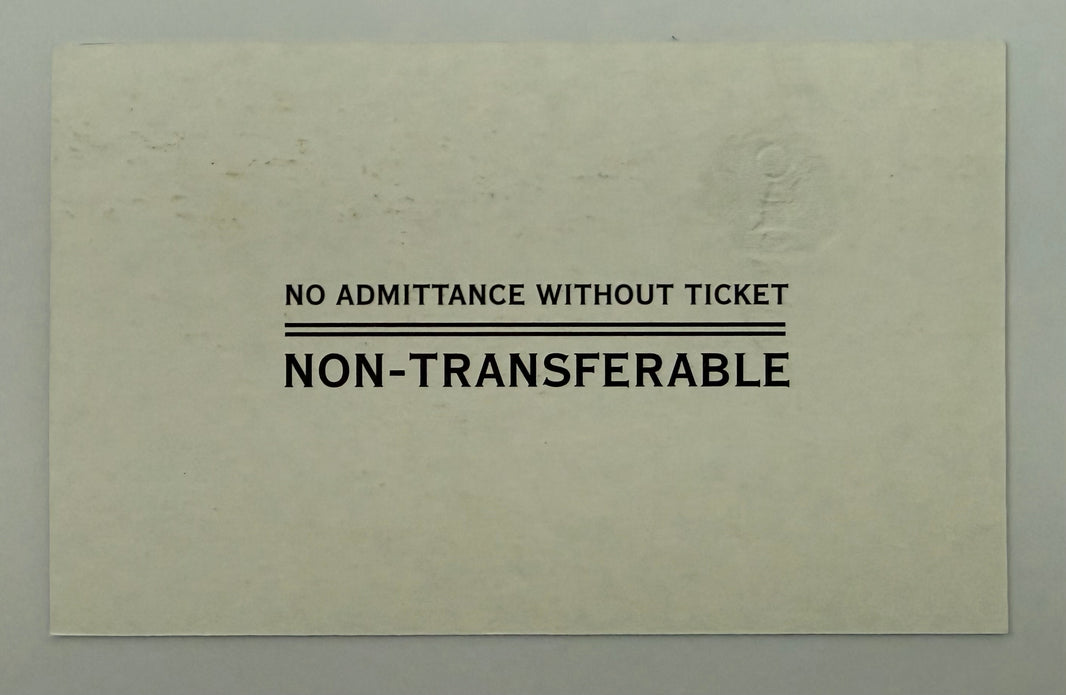 NO ADMITTANCE WITHOUT TICKET
NON-TRANSFERABLE